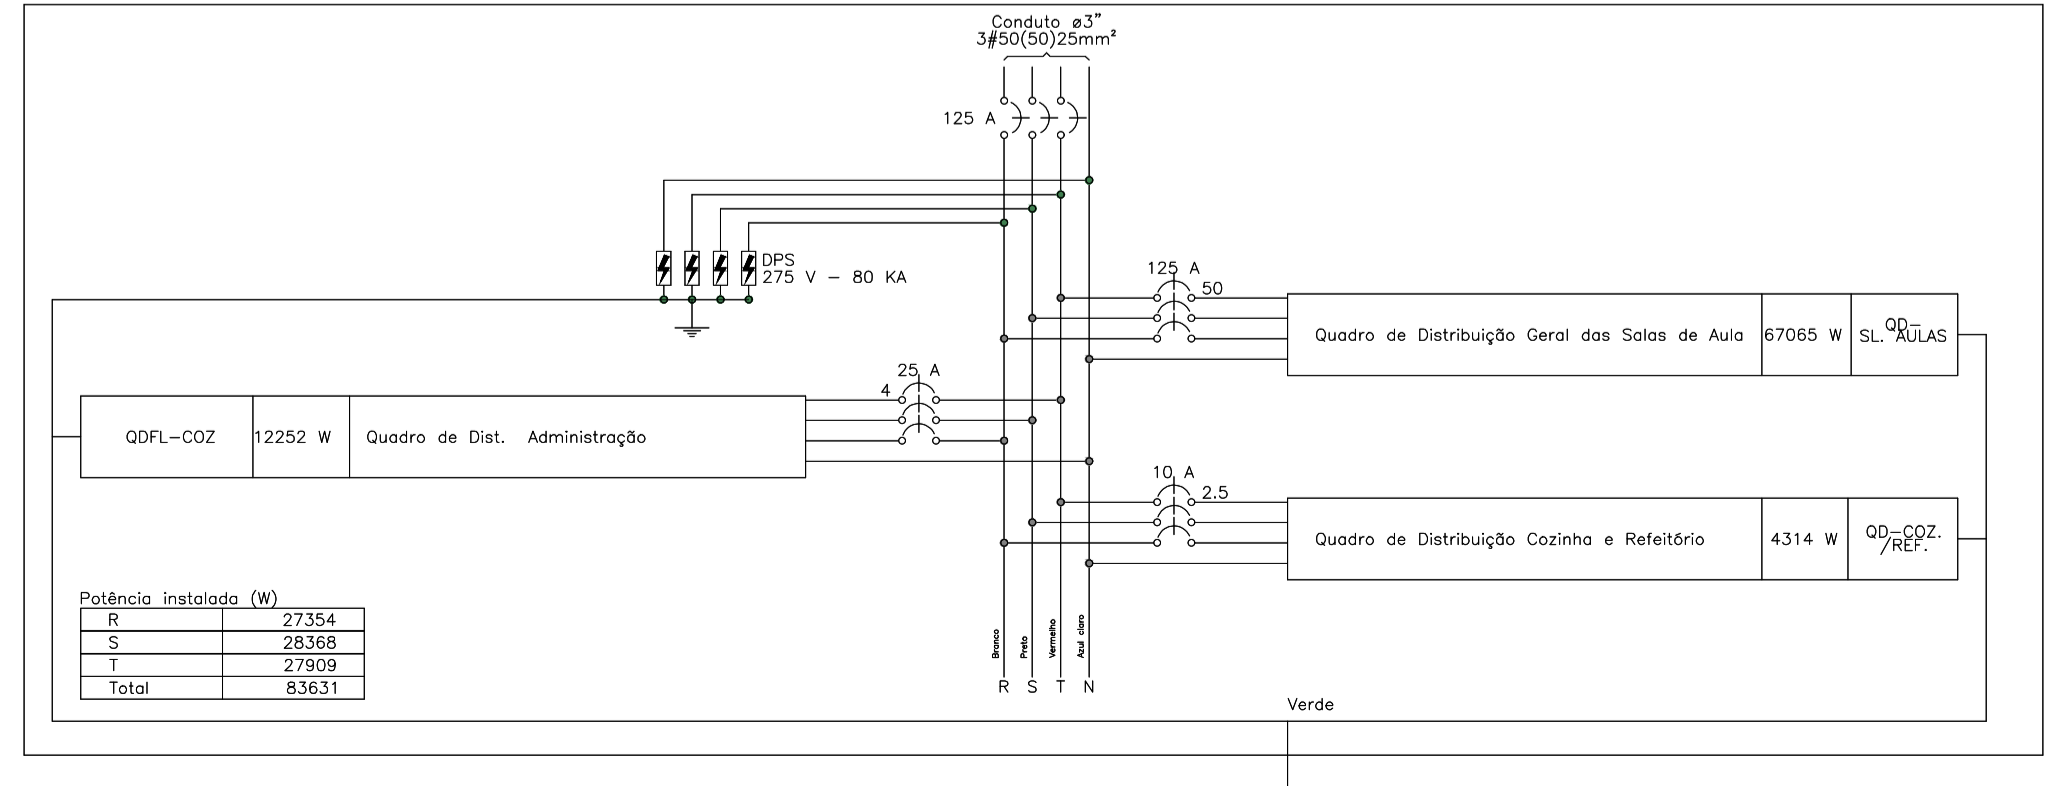 Conduto ø3"
3#50(50)25mm²
125 A
DPS
275 V - 80 KA
125 A
50
Quadro de Distribuição Geral das Salas de Aula
67065 W
QD-
SL. AULAS
25 A
4
QDFL-COZ
12252 W
Quadro de Dist. Administração
10 A
2.5
Quadro de Distribuição Cozinha e Refeitório
4314 W
QD-COZ.
/REF.
Potência instalada (W)
R 27354
S 28368
T 27909
Total 83631
Branco
Preto
Vermelho
Azul claro
R S T N
Verde